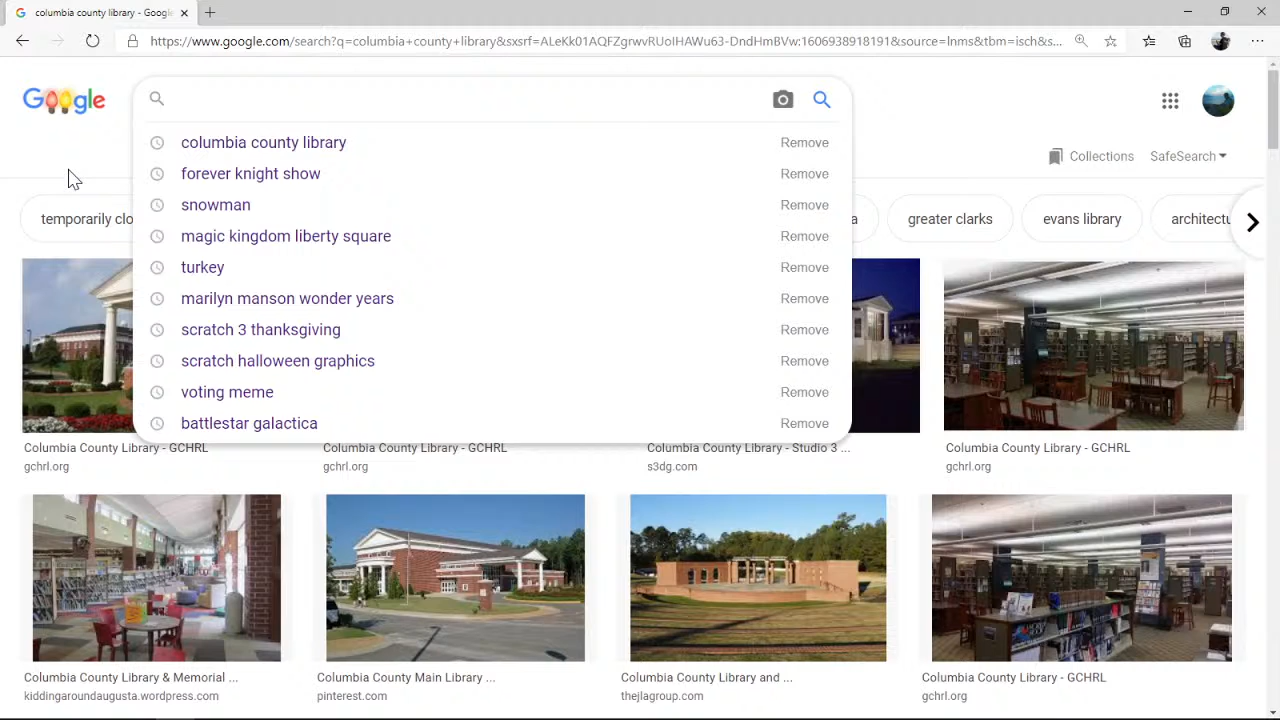 columbia county library - Google
https://www.google.com/search?q=columbia+county+library&sxsrf=ALeKk01AQFZgrwvRUoIHAWu63-DndHmBVw:1606938918191&source=lnms&tbm=isch&s...
Google
columbia county library Remove
forever knight show Remove
snowman Remove
magic kingdom liberty square Remove
turkey Remove
marilyn manson wonder years Remove
scratch 3 thanksgiving Remove
scratch halloween graphics Remove
voting meme Remove
battlestar galactica Remove
Collections SafeSearch
temporarily clo
a
greater clarks
evans library
architectu
Columbia County Library - GCHRL
gchrl.org
Columbia County Library - GCHRL
gchrl.org
Columbia County Library - Studio 3 ...
s3dg.com
Columbia County Library - GCHRL
gchrl.org
Columbia County Library & Memorial ...
kiddingaroundaugusta.wordpress.com
Columbia County Main Library ...
pinterest.com
Columbia County Library and ...
thejlagroup.com
Columbia County Library - GCHRL
gchrl.org